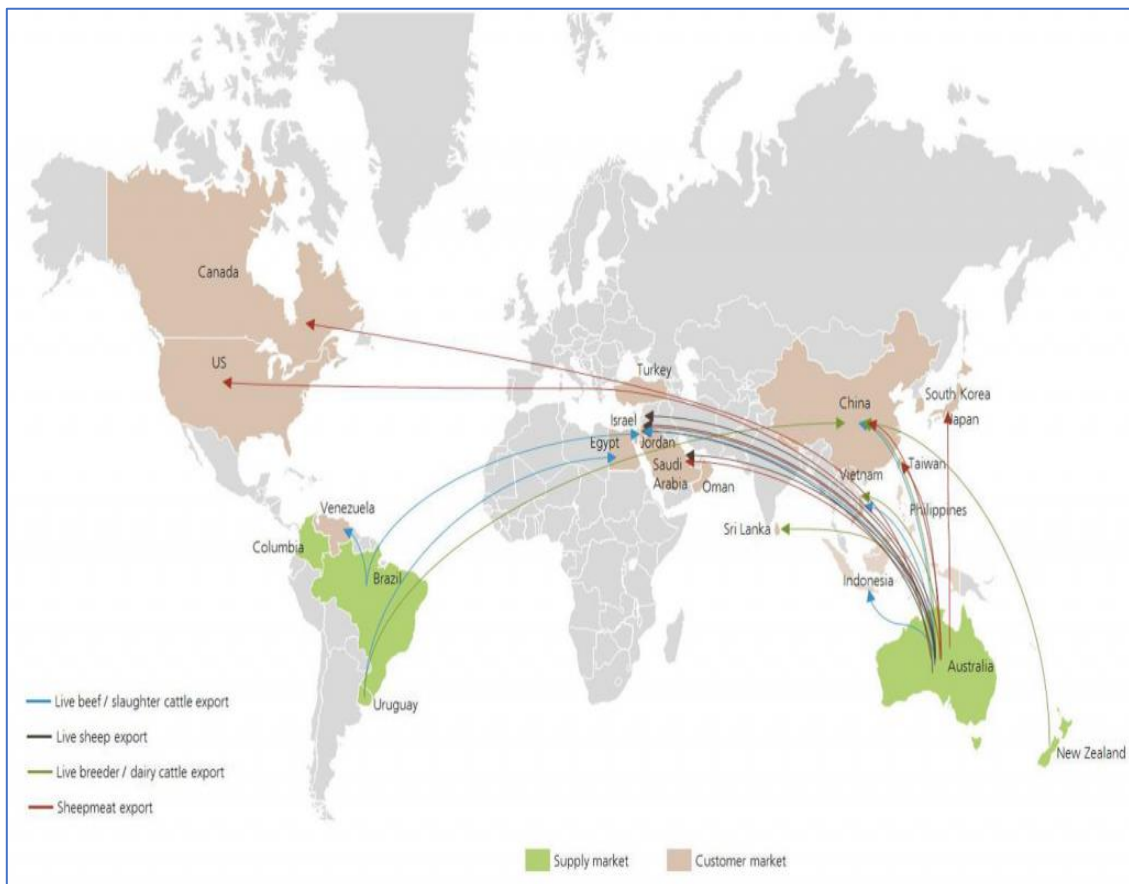 Canada
US
Turkey
South Korea
China
Japan
Israel
Egypt
Jordan
Saudi
Arabia
Oman
Taiwan
Vietnam
Philippines
Venezuela
Sri Lanka
Columbia
Brazil
Indonesia
Australia
Uruguay
New Zealand
Live beef / slaughter cattle export
Live sheep export
Live breeder / dairy cattle export
Sheepmeat export
Supply market
Customer market